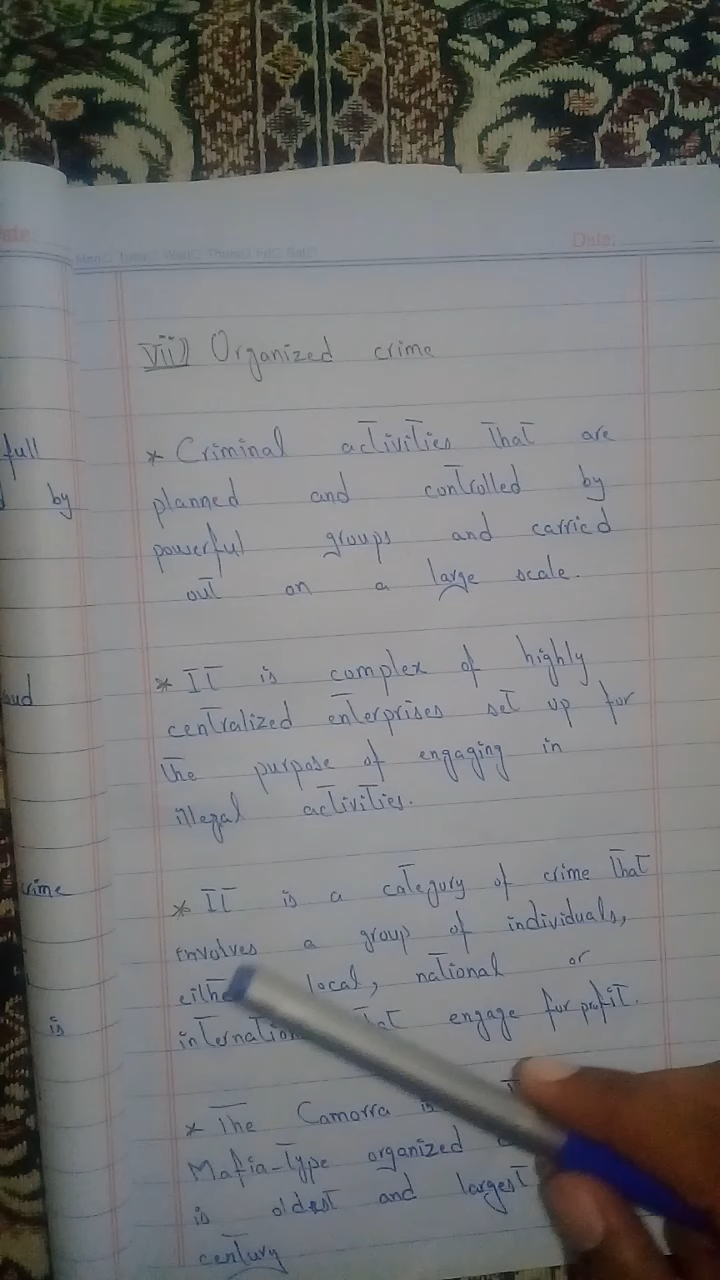 Date:
vii) Organized crime
* Criminal activities that are
planned and controlled by
powerful groups and carried
out on a large scale.
* It is complex of highly
centralized enterprises set up for
the purpose of engaging in
illegal activities.
* It is a category of crime that
envolves a group of individuals,
local, national or
engage for profit.
* The Camorra is
Mafia-type organized
is oldest and largest
century
full
by
crime
is